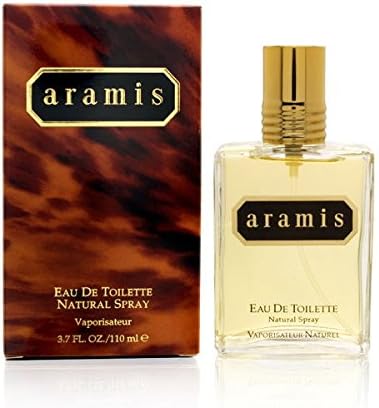 aramis
EAU DE TOILETTE
NATURAL SPRAY
Vaporisateur
3.7 FL. OZ./110 ml ℮
aramis
EAU DE TOILETTE
Natural Spray
VAPORISATEUR NATUREL